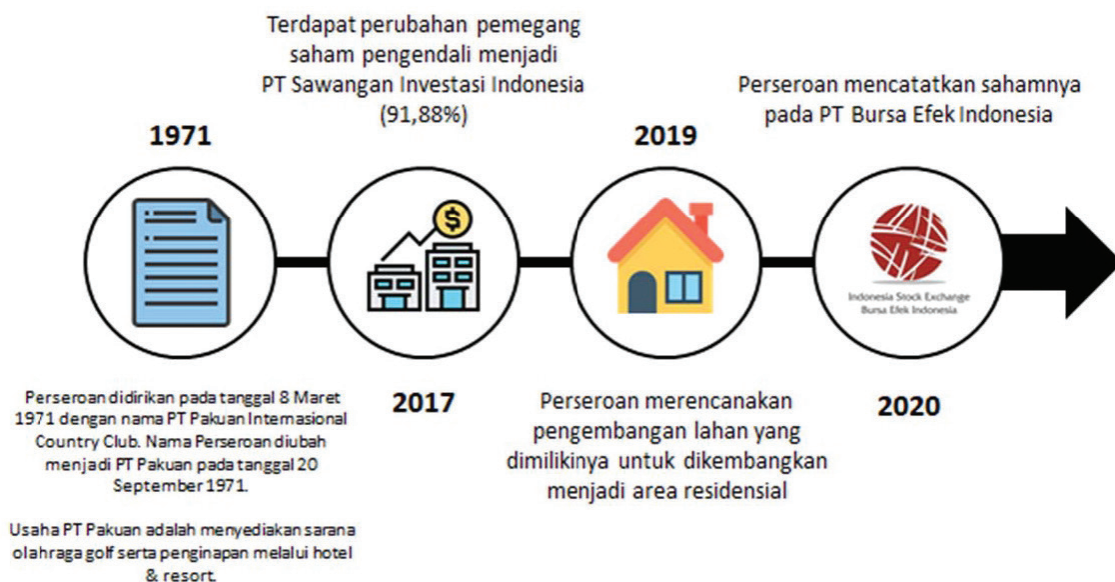 1971
Perseroan didirikan pada tanggal 8 Maret
1971 dengan nama PT Pakuan Internasional
Country Club. Nama Perseroan diubah
menjadi PT Pakuan pada tanggal 20
September 1971.
Usaha PT Pakuan adalah menyediakan sarana
olahraga golf serta penginapan melalui hotel
& resort.
Terdapat perubahan pemegang
saham pengendali menjadi
PT Sawangan Investasi Indonesia
(91,88%)
$
2017
2019
Perseroan merencanakan
pengembangan lahan yang
dimilikinya untuk dikembangkan
menjadi area residensial
Perseroan mencatatkan sahamnya
pada PT Bursa Efek Indonesia
Indonesia Stock Exchange
Bursa Efek Indonesia
2020